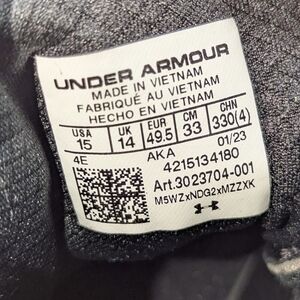 UNDER ARMOUR
MADE IN VIETNAM
FABRIQUÉ AU VIETNAM
HECHO EN VIETNAM
USA UK EUR CM CHN
15 14 49.5 33 330(4)
4E AKA 01/23
4215134180
Art.3023704-001
M5WZxNDG2xMZZXK